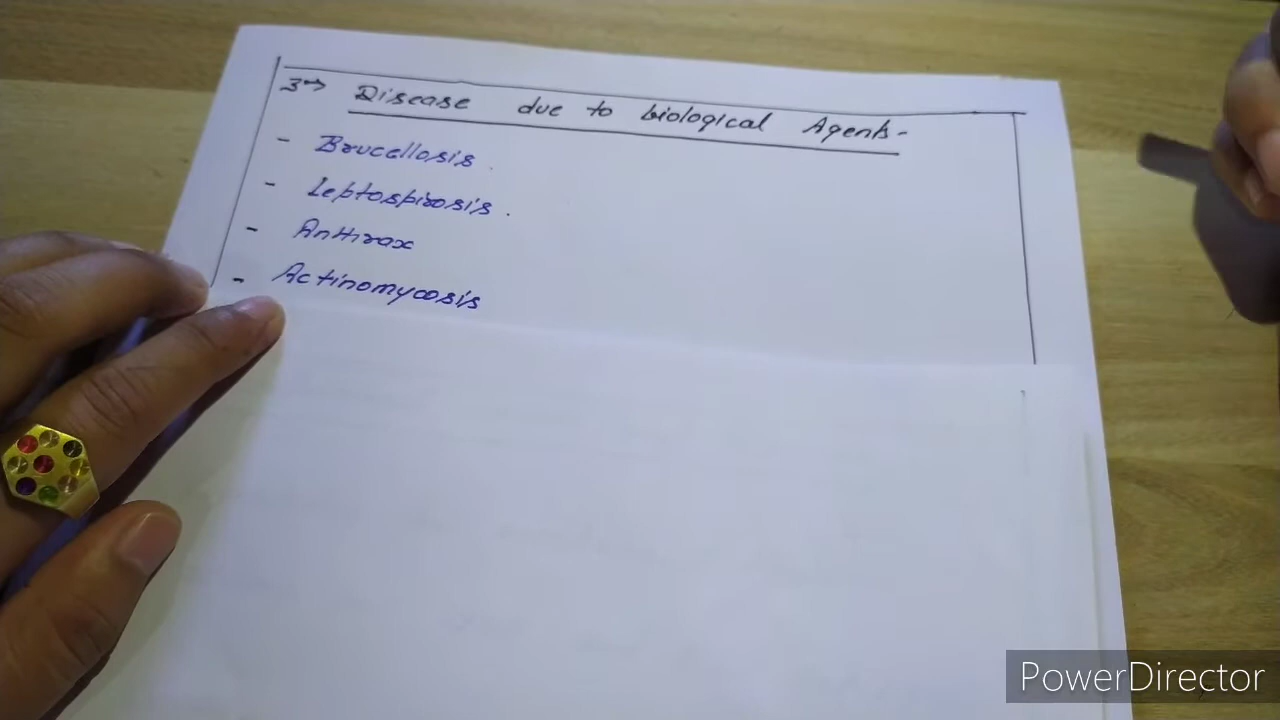 3→ Disease due to biological Agents-
- Brucellosis.
- Leptospirosis.
- Anthrax
- Actinomycosis
PowerDirector